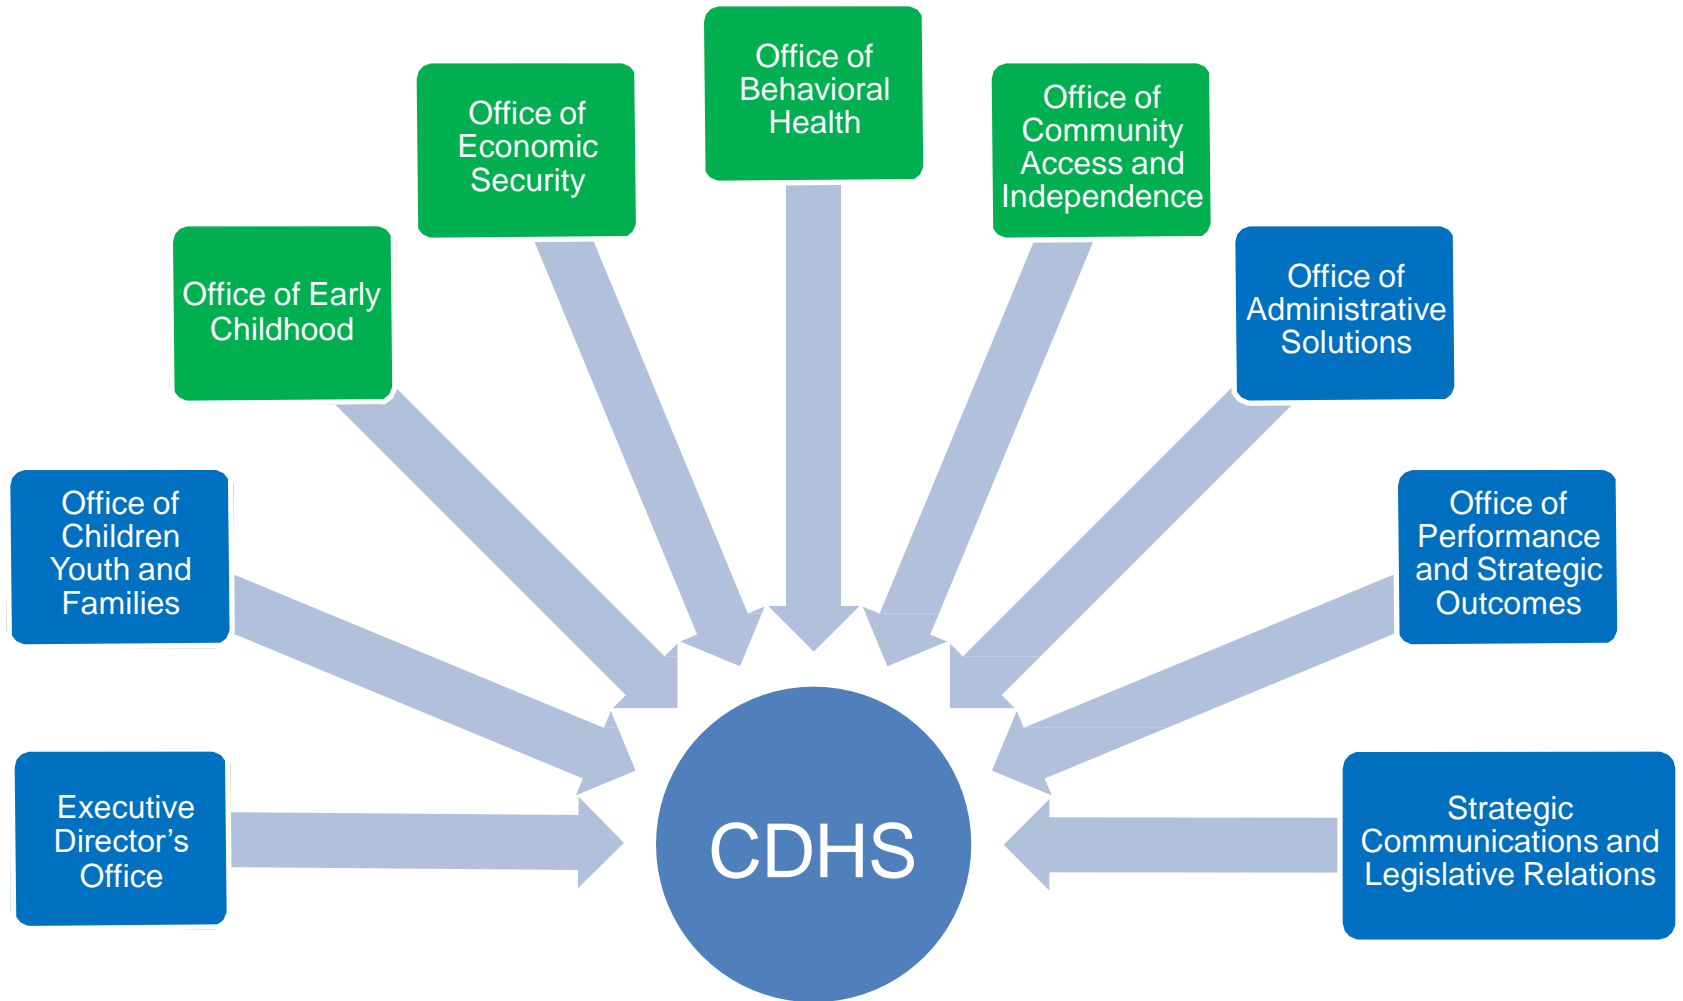 Office of
Behavioral
Health
Office of
Economic
Security
Office of
Community
Access and
Independence
Office of Early
Childhood
Office of
Administrative
Solutions
Office of
Children
Youth and
Families
Office of
Performance
and Strategic
Outcomes
Executive
Director’s
Office
CDHS
Strategic
Communications and
Legislative Relations